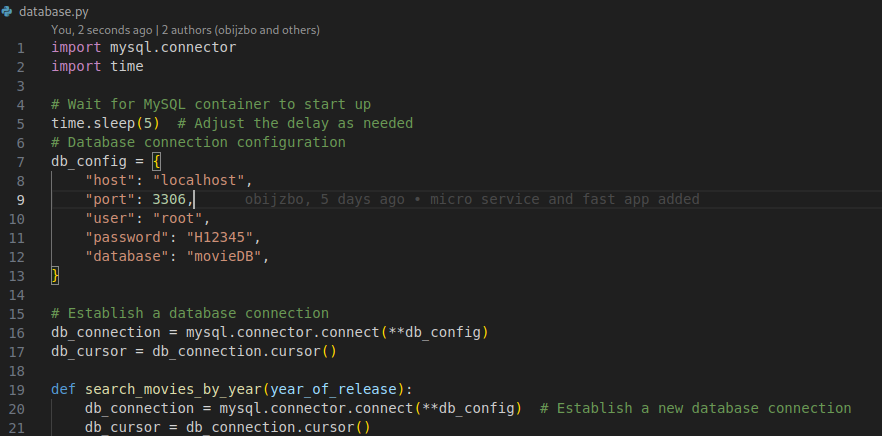 database.py
You, 2 seconds ago | 2 authors (obijzbo and others)
1 import mysql.connector
2 import time
3
4 # Wait for MySQL container to start up
5 time.sleep(5)  # Adjust the delay as needed
6 # Database connection configuration
7 db_config = {
8     "host": "localhost",
9     "port": 3306,      obijzbo, 5 days ago • micro service and fast app added
10     "user": "root",
11     "password": "H12345",
12     "database": "movieDB",
13 }
14
15 # Establish a database connection
16 db_connection = mysql.connector.connect(**db_config)
17 db_cursor = db_connection.cursor()
18
19 def search_movies_by_year(year_of_release):
20     db_connection = mysql.connector.connect(**db_config)  # Establish a new database connection
21     db_cursor = db_connection.cursor()